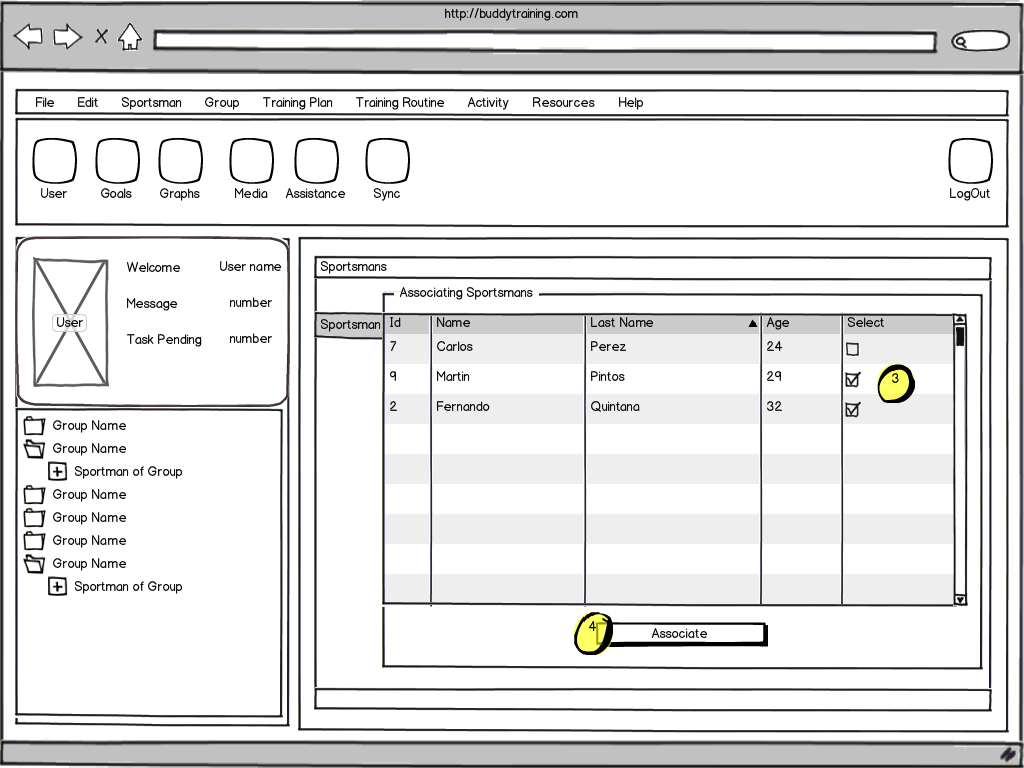 http://buddytraining.com
File Edit Sportsman Group Training Plan Training Routine Activity Resources Help
User Goals Graphs Media Assistance Sync LogOut
Welcome User name
Message number
User
Task Pending number
Group Name
Group Name
Sportman of Group
Group Name
Group Name
Group Name
Group Name
Sportman of Group
Sportsmans
Associating Sportsmans
Sportsman
Id Name Last Name Age Select
7 Carlos Perez 24
9 Martin Pintos 29
3
2 Fernando Quintana 32
4
Associate